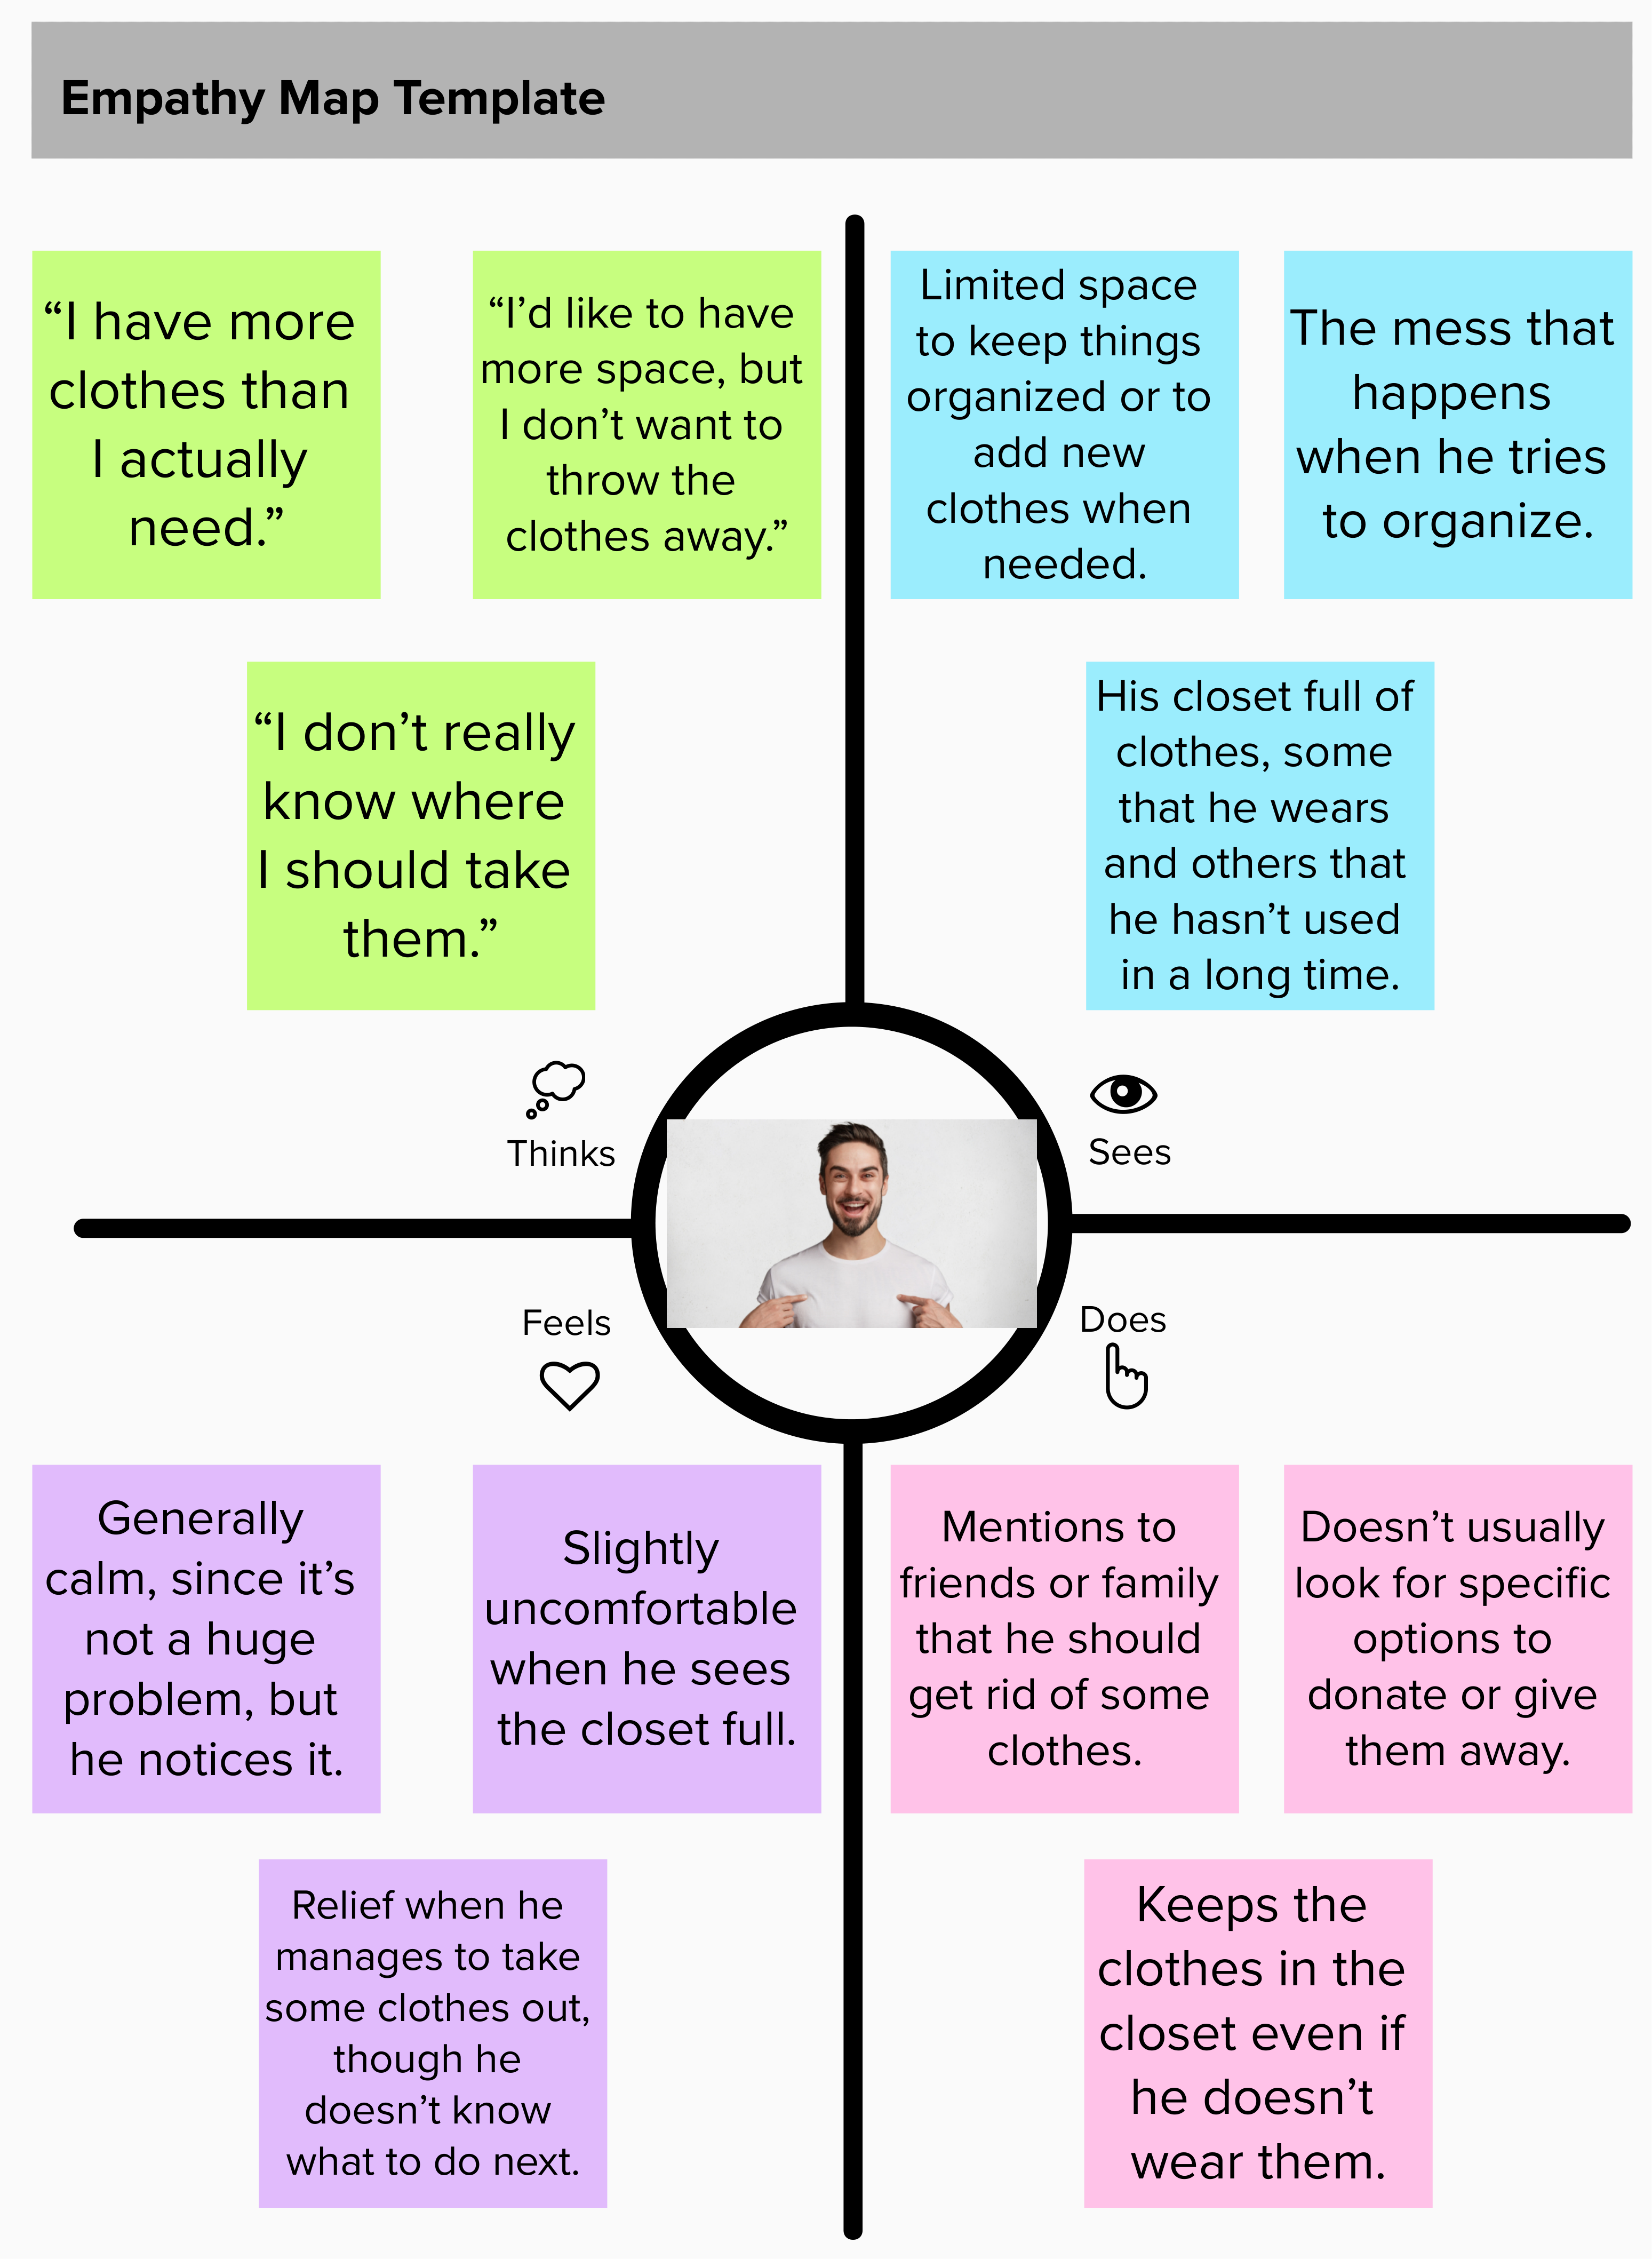 Empathy Map Template
“I have more
clothes than
I actually
need.”
“I’d like to have
more space, but
I don’t want to
throw the
clothes away.”
“I don’t really
know where
I should take
them.”
Thinks
Limited space
to keep things
organized or to
add new
clothes when
needed.
The mess that
happens
when he tries
to organize.
His closet full of
clothes, some
that he wears
and others that
he hasn’t used
in a long time.
Sees
Feels
Generally
calm, since it’s
not a huge
problem, but
he notices it.
Slightly
uncomfortable
when he sees
the closet full.
Relief when he
manages to take
some clothes out,
though he
doesn’t know
what to do next.
Does
Mentions to
friends or family
that he should
get rid of some
clothes.
Doesn’t usually
look for specific
options to
donate or give
them away.
Keeps the
clothes in the
closet even if
he doesn’t
wear them.